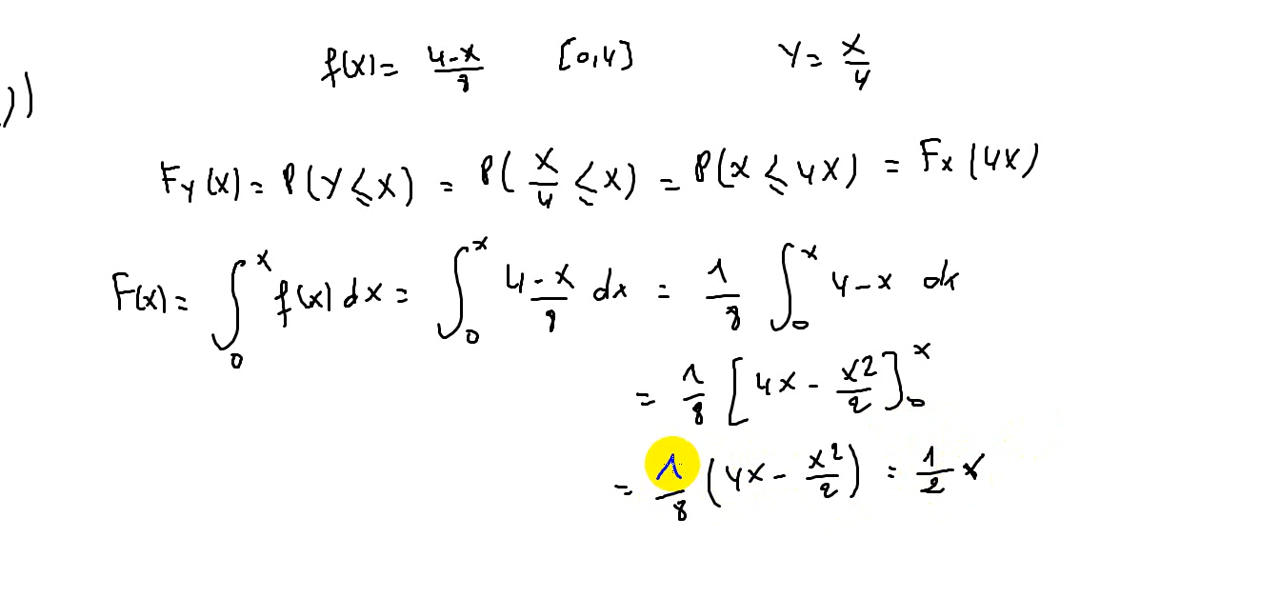 f(x) = (4-x)/8 [0,4] Y = x/4
))
F_Y(x) = P(Y ≤ x) = P(x/4 ≤ x) = P(x ≤ 4x) = F_x(4x)
F(x) = ∫_0^x f(x) dx = ∫_0^x (4-x)/8 dx = 1/8 ∫_0^x 4-x dx
= 1/8 [4x - x²/2]_0^x
= 1/8 (4x - x²/2) = 1/2 x